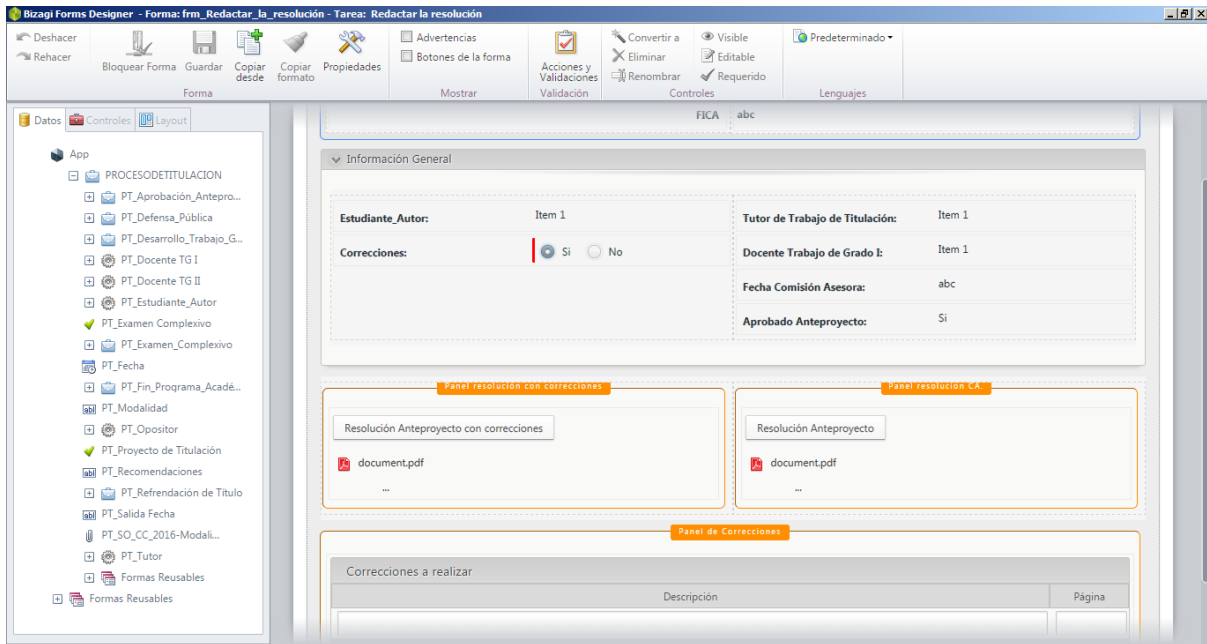 Bizagi Forms Designer - Forma: frm_Redactar_la_resolución - Tarea: Redactar la resolución
Deshacer
Rehacer
Bloquear Forma
Guardar
Copiar desde
Forma
Copiar formato
Propiedades
Advertencias
Botones de la forma
Mostrar
Acciones y Validaciones
Validación
Convertir a
Eliminar
Renombrar
Visible
Editable
Requerido
Controles
Predeterminado
Lenguajes
Datos
Controles
Layout
App
PROCESODETITULACION
PT_Aprobación_Antepro...
PT_Defensa_Pública
PT_Desarrollo_Trabajo_G...
PT_Docente TG I
PT_Docente TG II
PT_Estudiante_Autor
PT_Examen Complexivo
PT_Examen_Complexivo
PT_Fecha
PT_Fin_Programa_Acadé...
PT_Modalidad
PT_Opositor
PT_Proyecto de Titulación
PT_Recomendaciones
PT_Refrendación de Título
PT_Salida Fecha
PT_SO_CC_2016-Modali...
PT_Tutor
Formas Reusables
Formas Reusables
FICA abc
Información General
Estudiante_Autor: Item 1
Correcciones: Si No
Tutor de Trabajo de Titulación: Item 1
Docente Trabajo de Grado I: Item 1
Fecha Comisión Asesora: abc
Aprobado Anteproyecto: Si
Panel resolución con correcciones
Resolución Anteproyecto con correcciones
document.pdf
...
Panel resolución CA.
Resolución Anteproyecto
document.pdf
...
Panel de Correcciones
Correcciones a realizar
Descripción Página